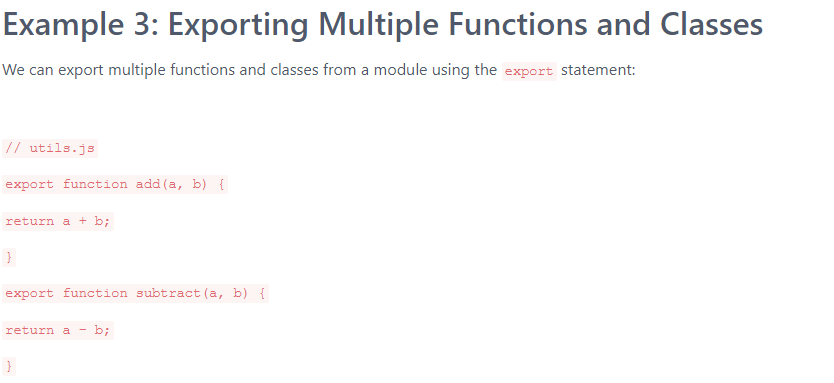 Example 3: Exporting Multiple Functions and Classes
We can export multiple functions and classes from a module using the export statement:
// utils.js
export function add(a, b) {
return a + b;
}
export function subtract(a, b) {
return a - b;
}